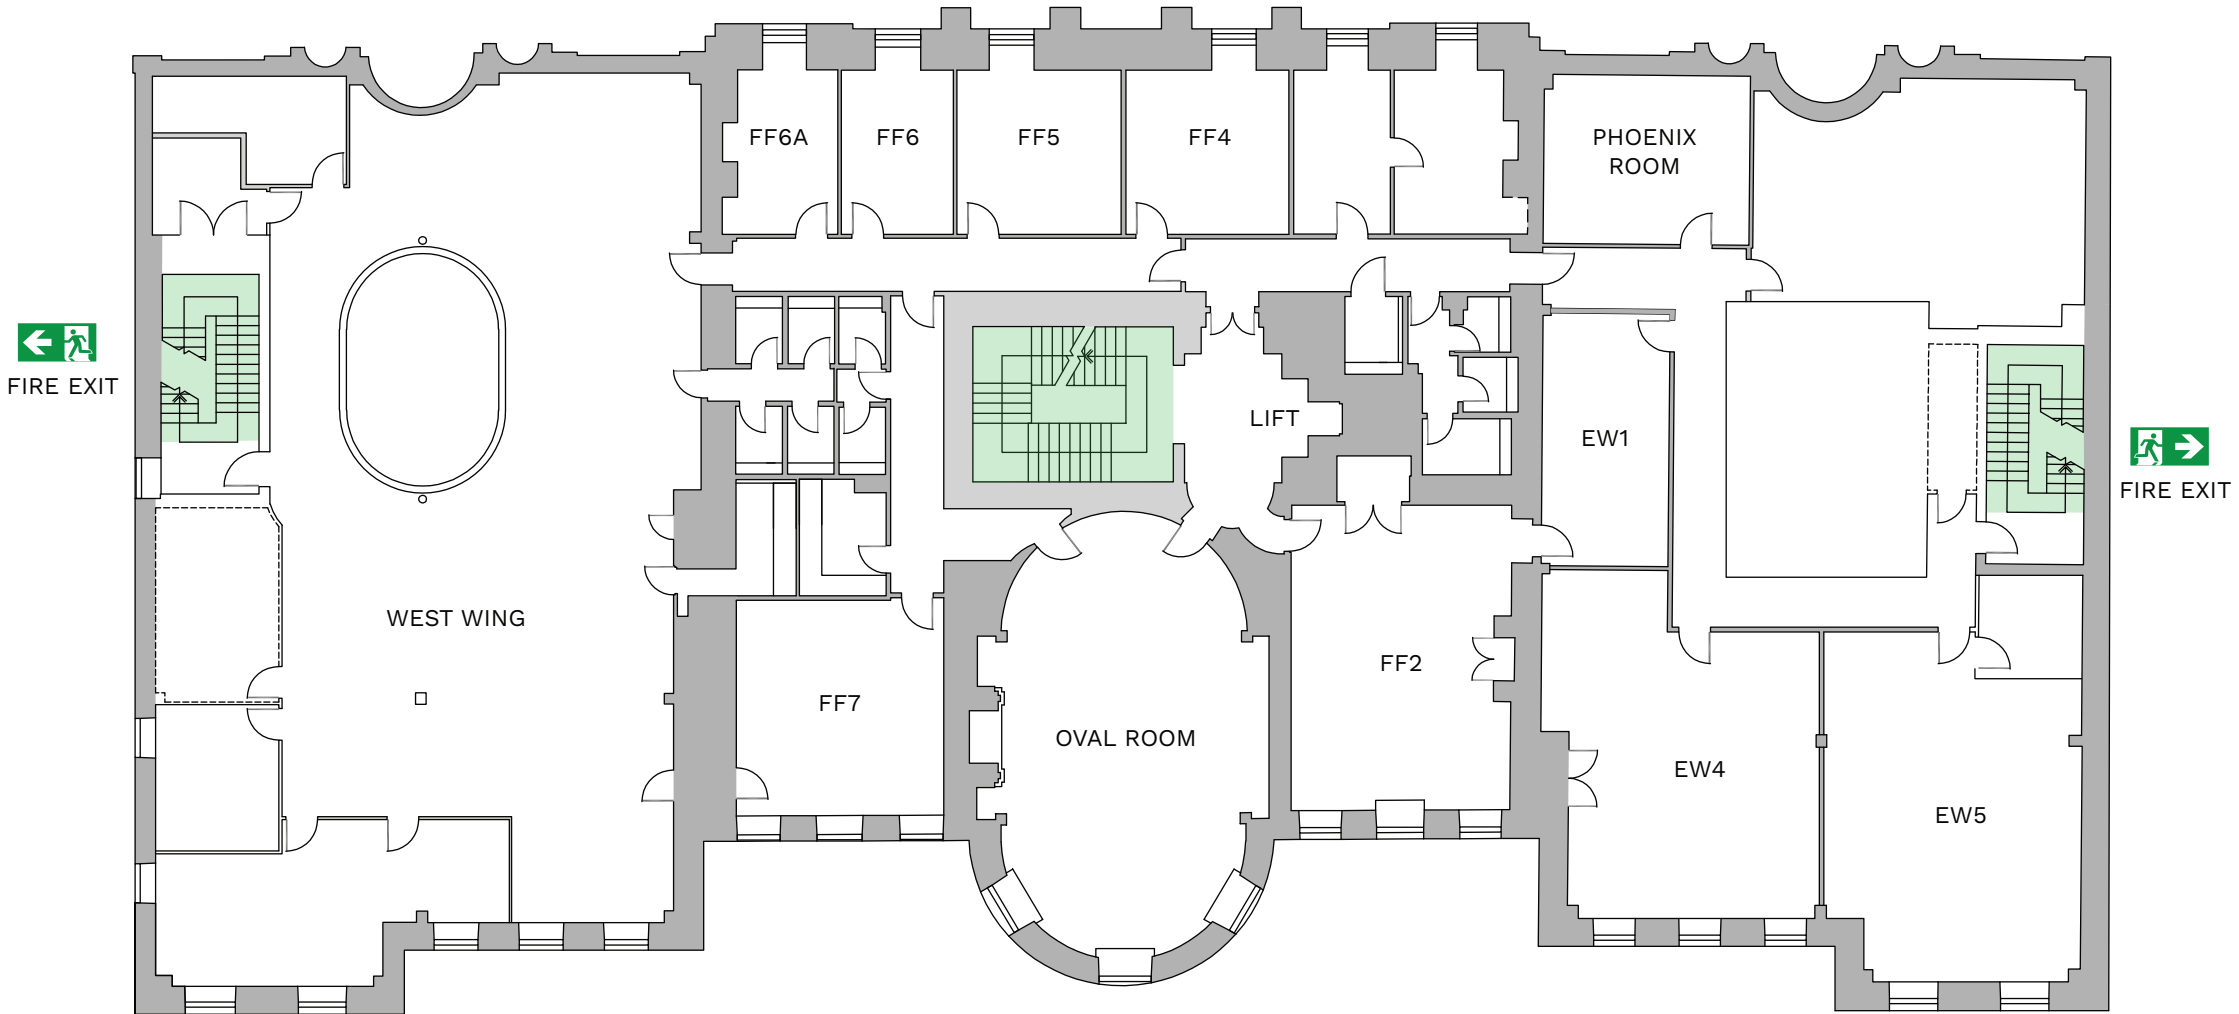 FF6A
FF6
FF5
FF4
PHOENIX
ROOM
FIRE EXIT
LIFT
EW1
FIRE EXIT
WEST WING
FF7
OVAL ROOM
FF2
EW4
EW5